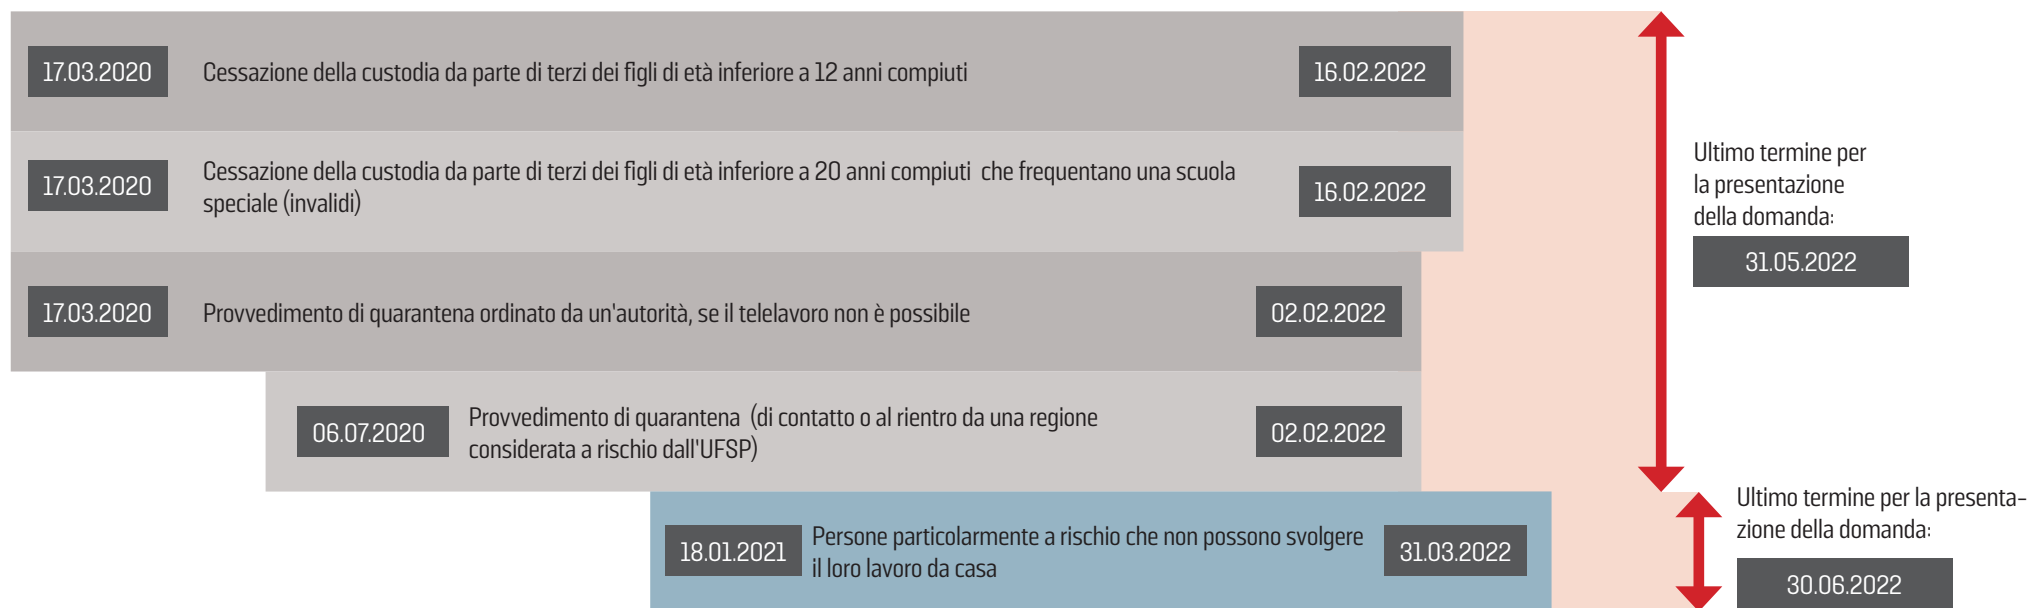 17.03.2020 Cessazione della custodia da parte di terzi dei figli di età inferiore a 12 anni compiuti 16.02.2022
17.03.2020 Cessazione della custodia da parte di terzi dei figli di età inferiore a 20 anni compiuti che frequentano una scuola
speciale (invalidi) 16.02.2022
17.03.2020 Provvedimento di quarantena ordinato da un'autorità, se il telelavoro non è possibile 02.02.2022
06.07.2020 Provvedimento di quarantena (di contatto o al rientro da una regione
considerata a rischio dall'UFSP) 02.02.2022
18.01.2021 Persone particolarmente a rischio che non possono svolgere
il loro lavoro da casa 31.03.2022
Ultimo termine per
la presentazione
della domanda:
31.05.2022
Ultimo termine per la presenta-
zione della domanda:
30.06.2022